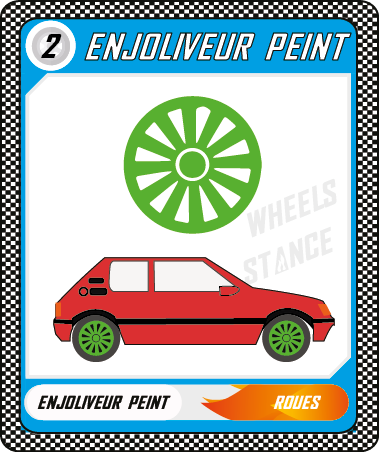 2 ENJOLIVEUR PEINT
WHEELS
STANCE
ENJOLIVEUR PEINT
ROUES